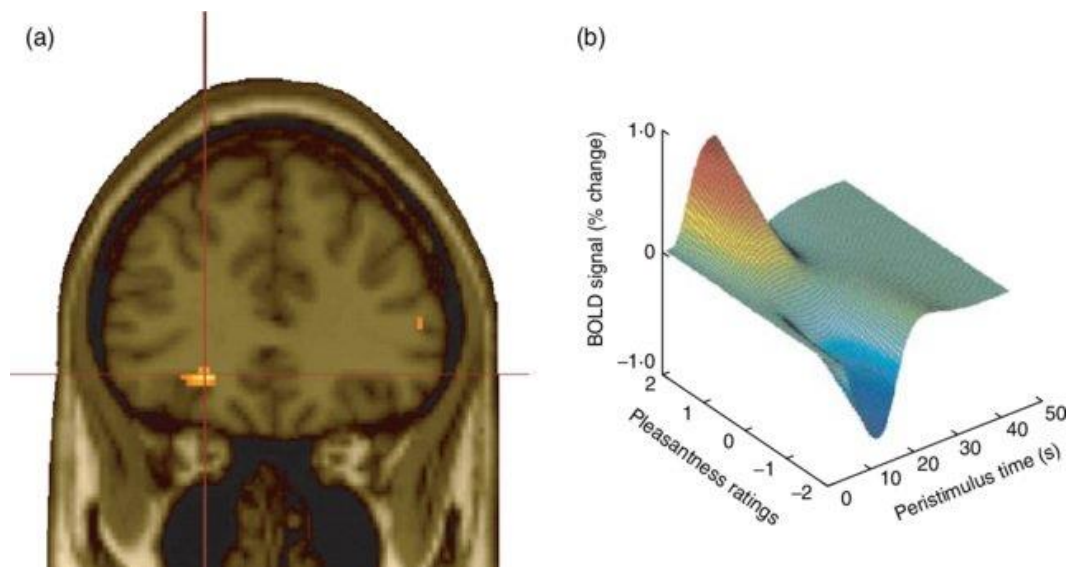 (a)
(b)
BOLD signal (% change)
1·0
0
−1·0
2
1
0
−1
−2
Pleasantness ratings
0
10
20
30
40
50
Peristimulus time (s)